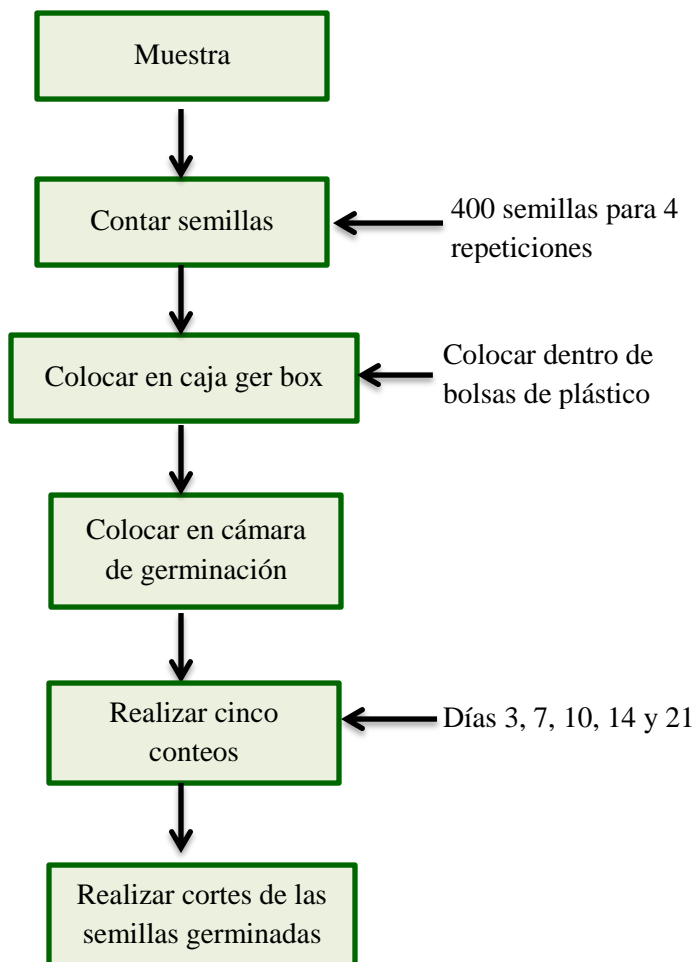 Muestra
Contar semillas
400 semillas para 4
repeticiones
Colocar en caja ger box
Colocar dentro de
bolsas de plástico
Colocar en cámara
de germinación
Realizar cinco
conteos
Días 3, 7, 10, 14 y 21
Realizar cortes de las
semillas germinadas